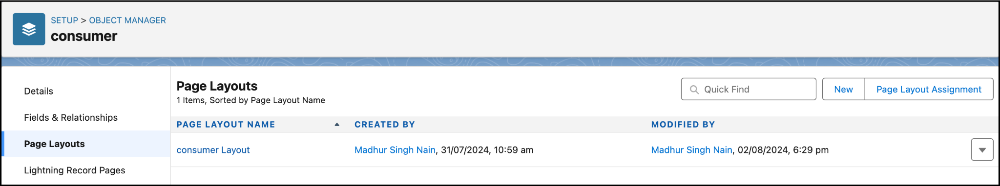 SETUP > OBJECT MANAGER
consumer
Details
Fields & Relationships
Page Layouts
Lightning Record Pages
Page Layouts
1 Items, Sorted by Page Layout Name
Quick Find
New
Page Layout Assignment
PAGE LAYOUT NAME CREATED BY MODIFIED BY
consumer Layout Madhur Singh Nain, 31/07/2024, 10:59 am Madhur Singh Nain, 02/08/2024, 6:29 pm